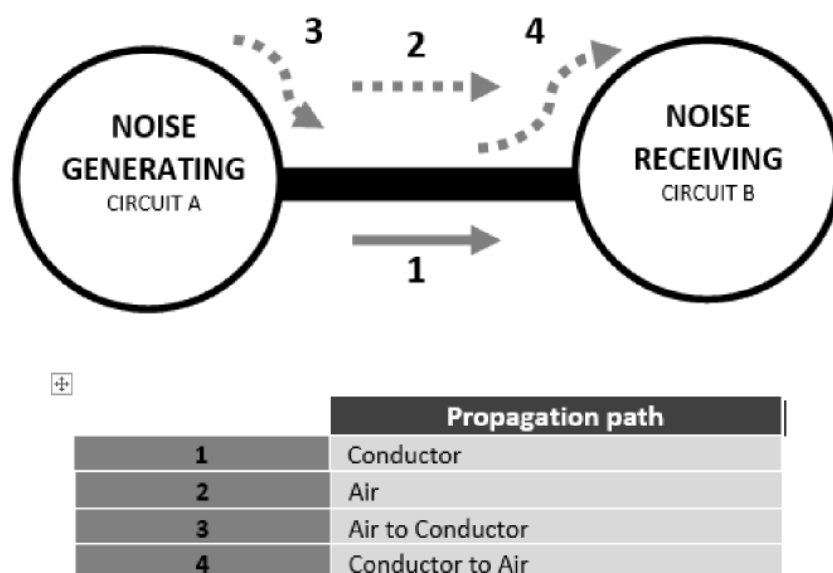 3
2
4
NOISE
GENERATING
CIRCUIT A
NOISE
RECEIVING
CIRCUIT B
1
Propagation path
1 Conductor
2 Air
3 Air to Conductor
4 Conductor to Air